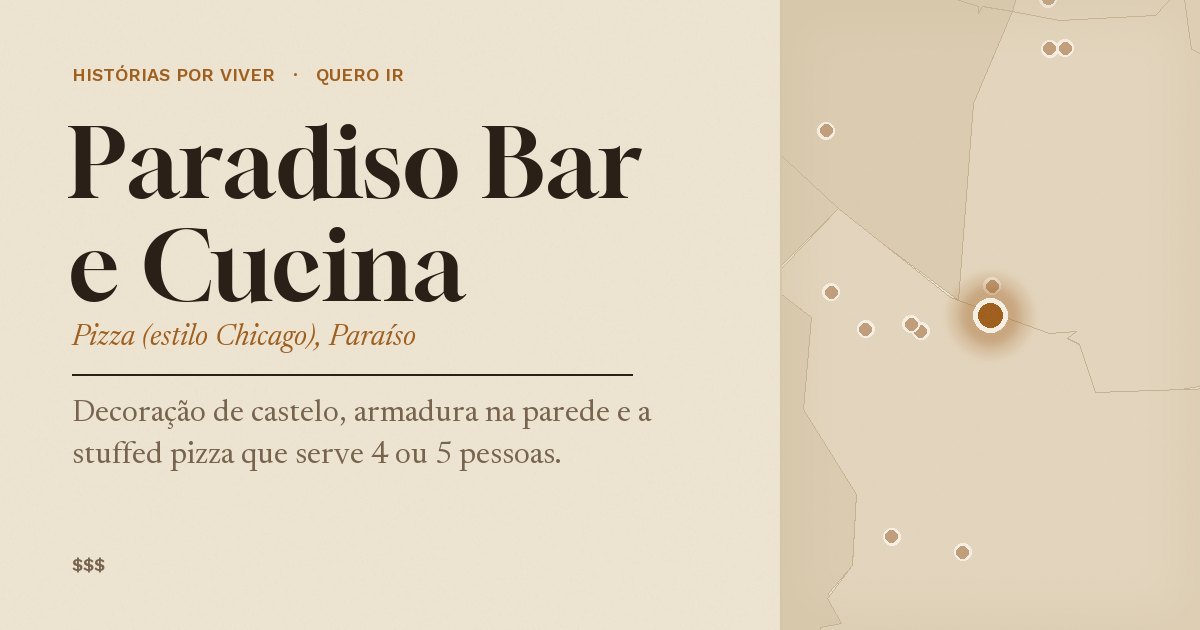 HISTÓRIAS POR VIVER · QUERO IR
Paradiso Bar
e Cucina
Pizza (estilo Chicago), Paraíso
Decoração de castelo, armadura na parede e a
stuffed pizza que serve 4 ou 5 pessoas.
$$$